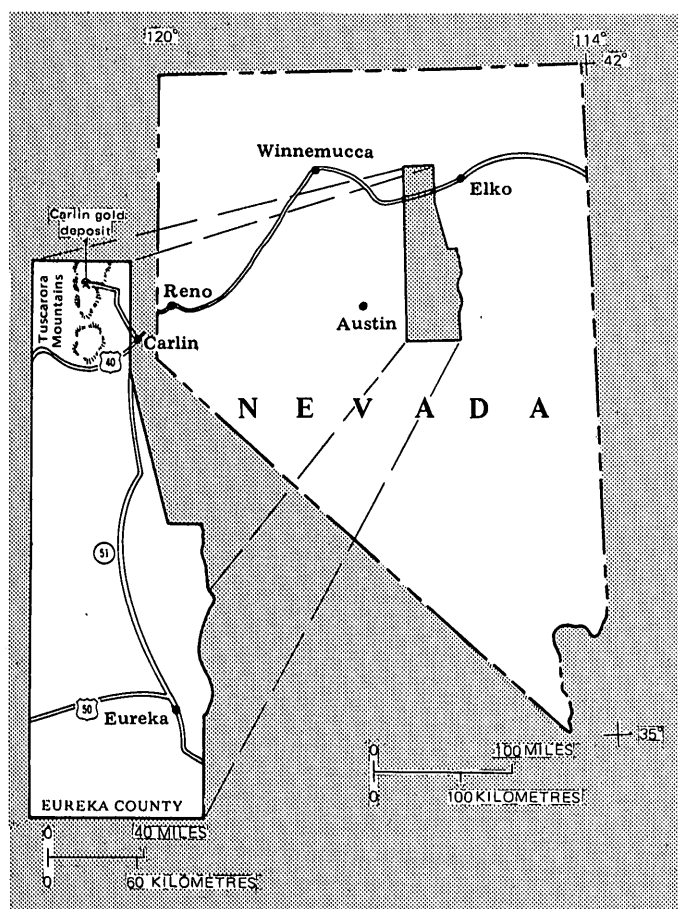 120°
114°
42°
Winnemucca
Elko
Carlin gold
deposit
Tuscarora
Mountains
Reno
Austin
Carlin
40
N E V A D A
51
50
Eureka
35°
0 100 MILES
0 100 KILOMETRES
EUREKA COUNTY
0 40 MILES
0 60 KILOMETRES